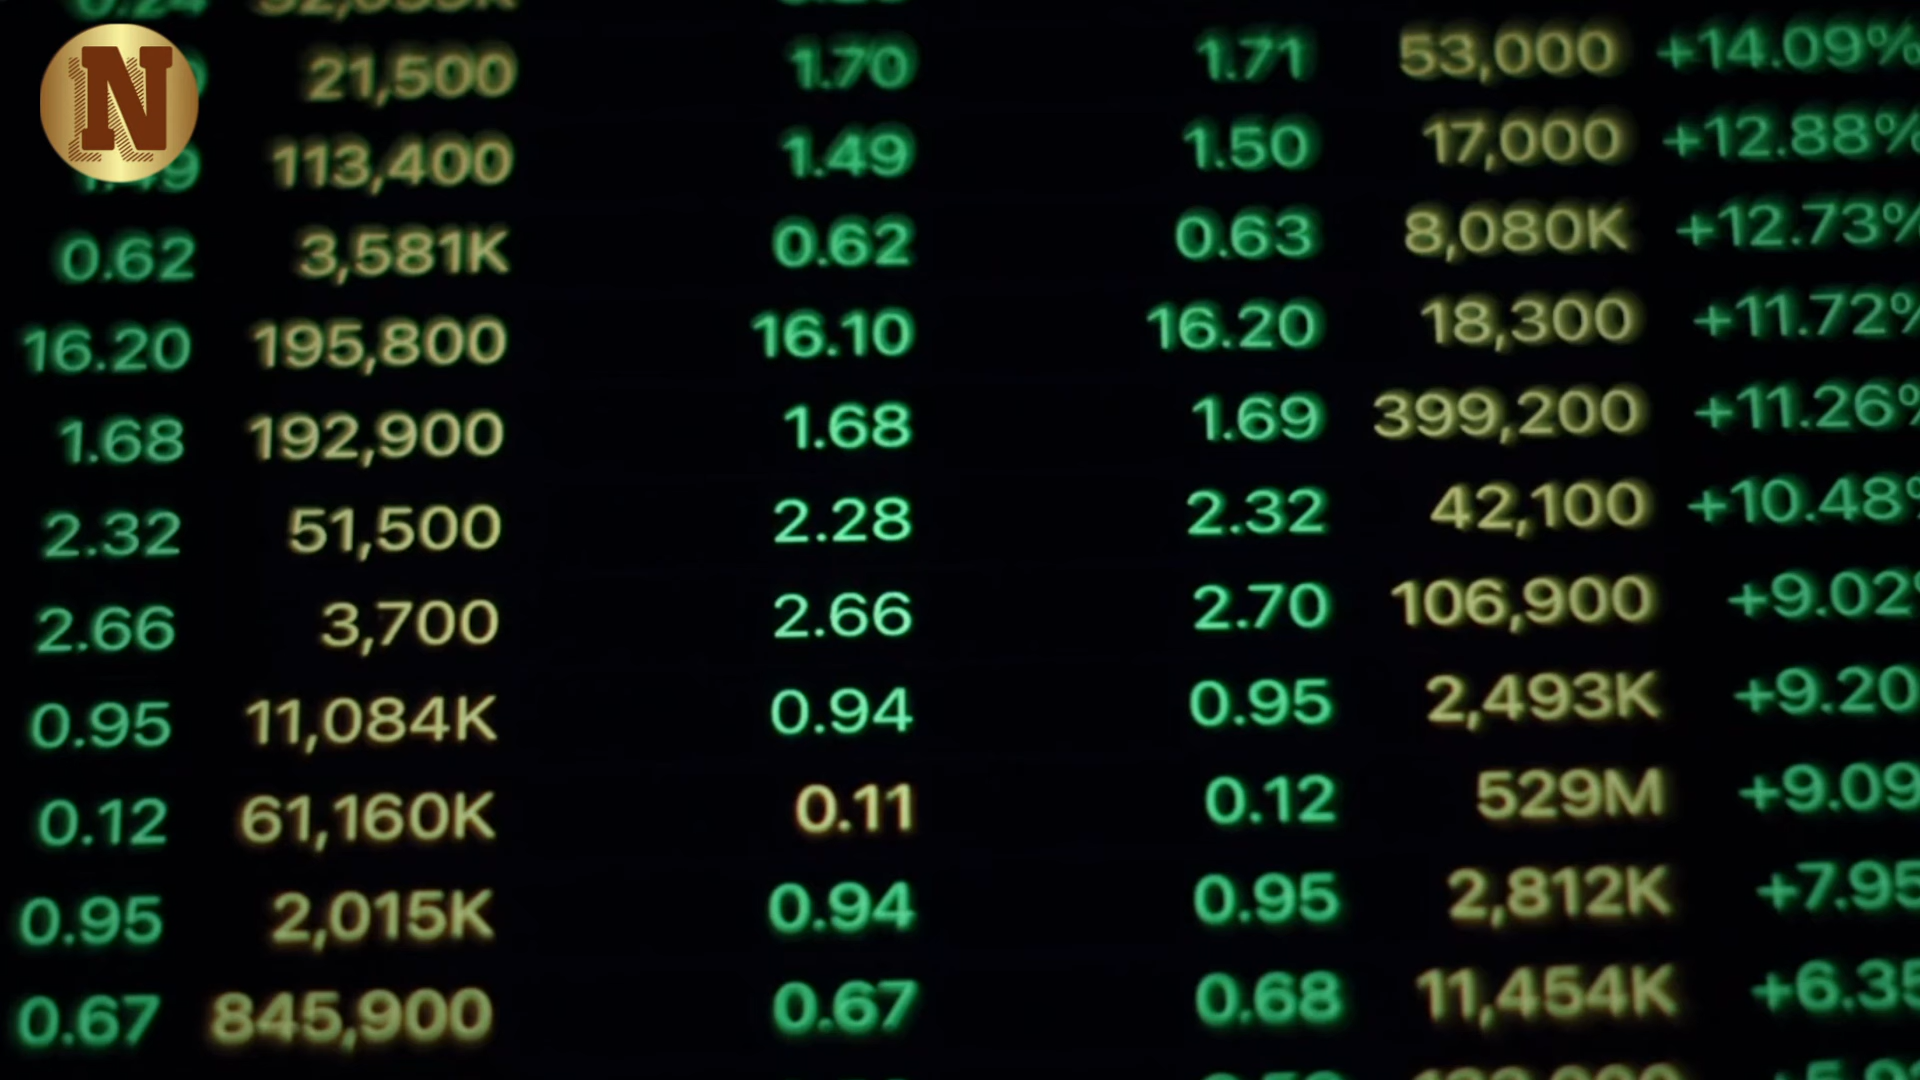 N
21,500 1.70 1.71 53,000 +14.09%
113,400 1.49 1.50 17,000 +12.88%
0.62 3,581K 0.62 0.63 8,080K +12.73%
16.20 195,800 16.10 16.20 18,300 +11.72%
1.68 192,900 1.68 1.69 399,200 +11.26%
2.32 51,500 2.28 2.32 42,100 +10.48%
2.66 3,700 2.66 2.70 106,900 +9.02%
0.95 11,084K 0.94 0.95 2,493K +9.20
0.12 61,160K 0.11 0.12 529M +9.09
0.95 2,015K 0.94 0.95 2,812K +7.95
0.67 845,900 0.67 0.68 11,454K +6.35